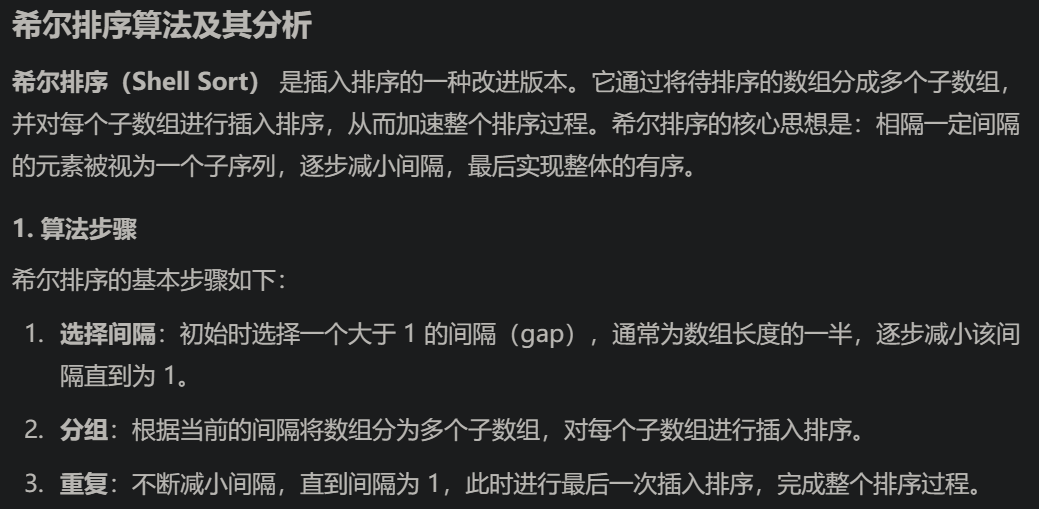 希尔排序算法及其分析
希尔排序（Shell Sort） 是插入排序的一种改进版本。它通过将待排序的数组分成多个子数组，
并对每个子数组进行插入排序，从而加速整个排序过程。希尔排序的核心思想是：相隔一定间隔
的元素被视为一个子序列，逐步减小间隔，最后实现整体的有序。
1. 算法步骤
希尔排序的基本步骤如下：
1. 选择间隔：初始时选择一个大于 1 的间隔（gap），通常为数组长度的一半，逐步减小该间
隔直到为 1。
2. 分组：根据当前的间隔将数组分为多个子数组，对每个子数组进行插入排序。
3. 重复：不断减小间隔，直到间隔为 1，此时进行最后一次插入排序，完成整个排序过程。